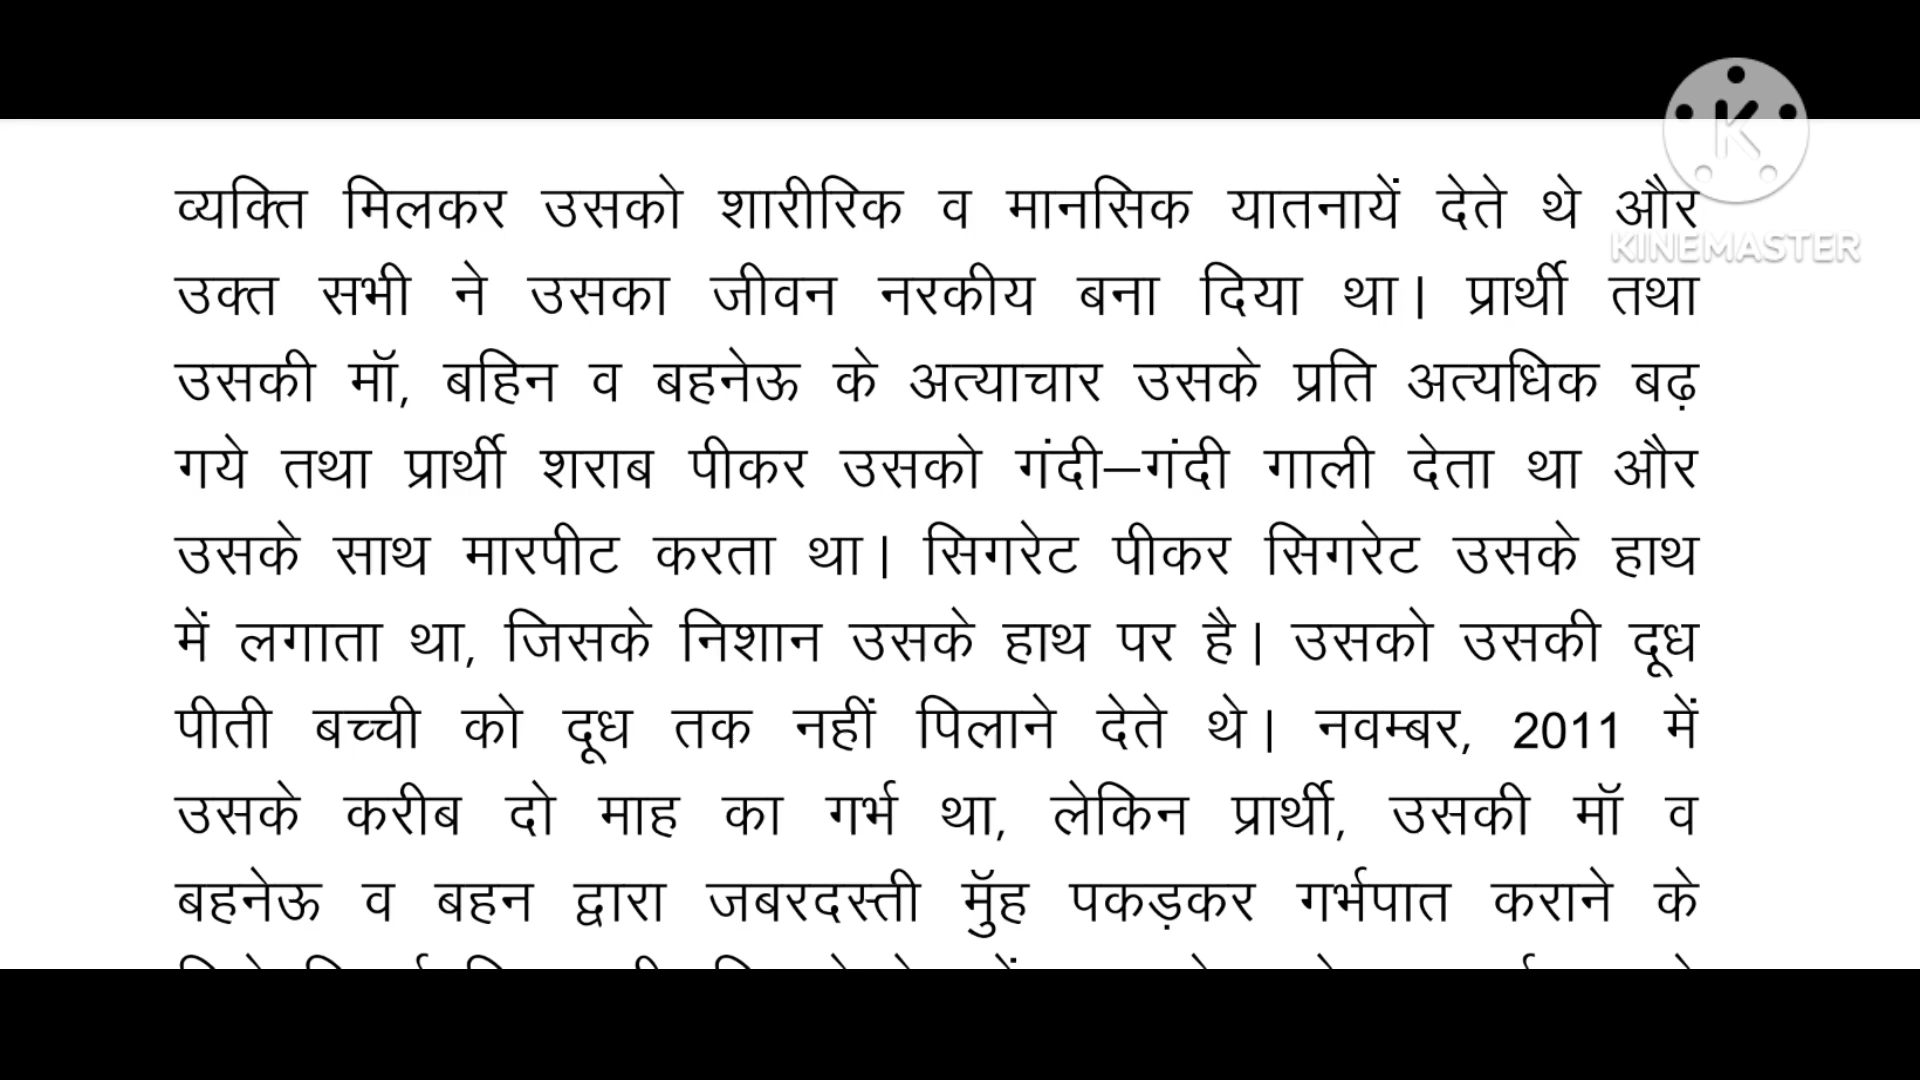 व्यक्ति मिलकर उसको शारीरिक व मानसिक यातनायें देते थे और
KINEMASTER
उक्त सभी ने उसका जीवन नरकीय बना दिया था। प्रार्थी तथा
उसकी मॉ, बहिन व बहनेऊ के अत्याचार उसके प्रति अत्यधिक बढ़
गये तथा प्रार्थी शराब पीकर उसको गंदी–गंदी गाली देता था और
उसके साथ मारपीट करता था। सिगरेट पीकर सिगरेट उसके हाथ
में लगाता था, जिसके निशान उसके हाथ पर है। उसको उसकी दूध
पीती बच्ची को दूध तक नहीं पिलाने देते थे। नवम्बर, 2011 में
उसके करीब दो माह का गर्भ था, लेकिन प्रार्थी, उसकी मॉ व
बहनेऊ व बहन द्वारा जबरदस्ती मुॅह पकड़कर गर्भपात कराने के